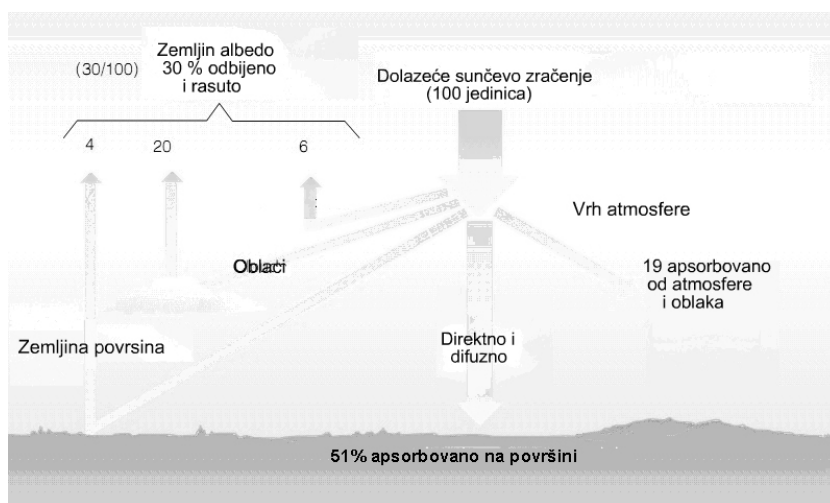 Zemljin albedo
(30/100) 30 % odbijeno
i rasuto
4 20 6
Dolazeće sunčevo zračenje
(100 jedinica)
Vrh atmosfere
Oblaci
19 apsorbovano
od atmosfere
i oblaka
Zemljina povrsina
Direktno i
difuzno
51% apsorbovano na površini